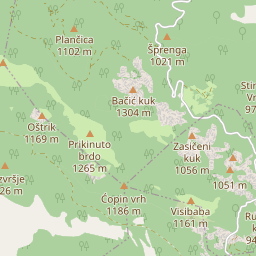 Plančica
1102 m
Šprenga
1021 m
Bačić kuk
1304 m
Oštrik
1169 m
Prikinuto
brdo
1265 m
Zasičeni
kuk
1056 m
1051 m
Čopin vrh
1186 m
Visibaba
1161 m
940 m